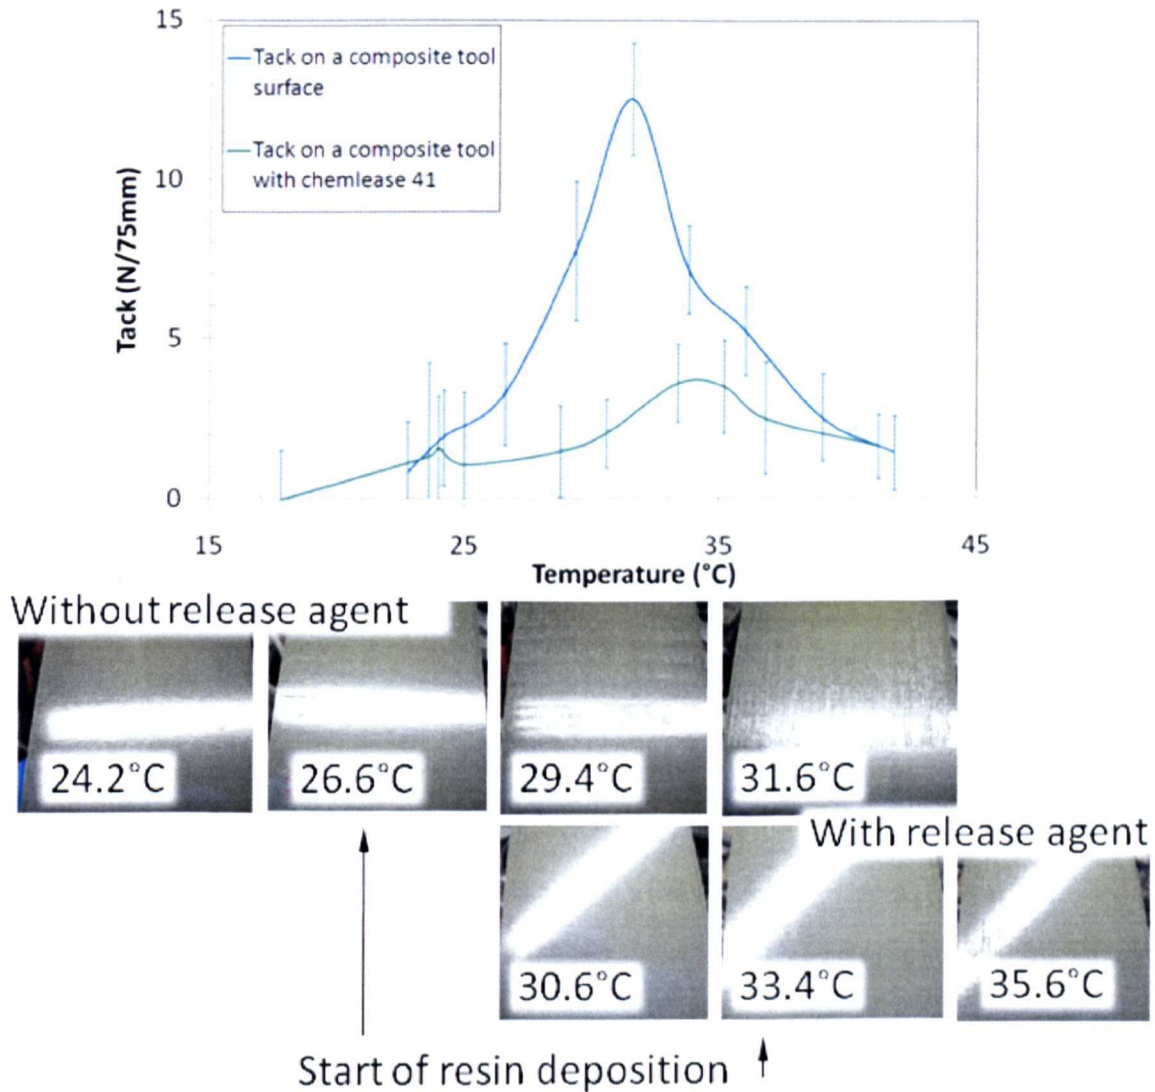 15
Tack on a composite tool
surface
Tack on a composite tool
with chemlease 41
10
5
0
Tack (N/75mm)
15
25
35
45
Temperature (°C)
Without release agent
24.2°C
26.6°C
29.4°C
31.6°C
With release agent
30.6°C
33.4°C
35.6°C
Start of resin deposition